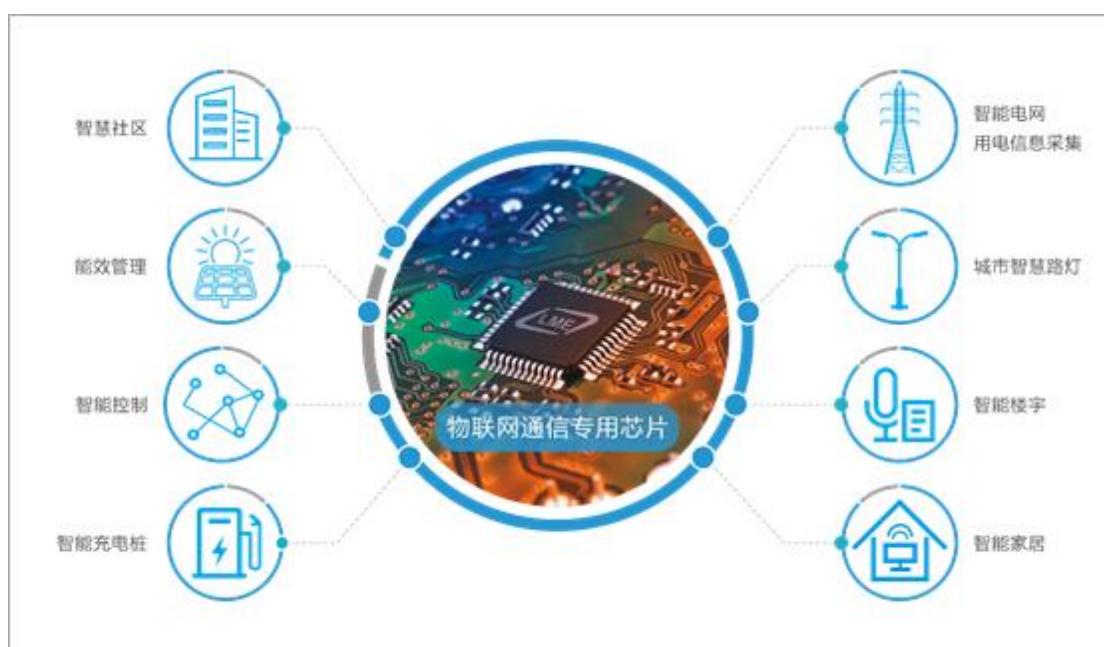 智慧社区
能效管理
智能控制
智能充电桩
LME
物联网通信专用芯片
智能电网
用电信息采集
城市智慧路灯
智能楼宇
智能家居